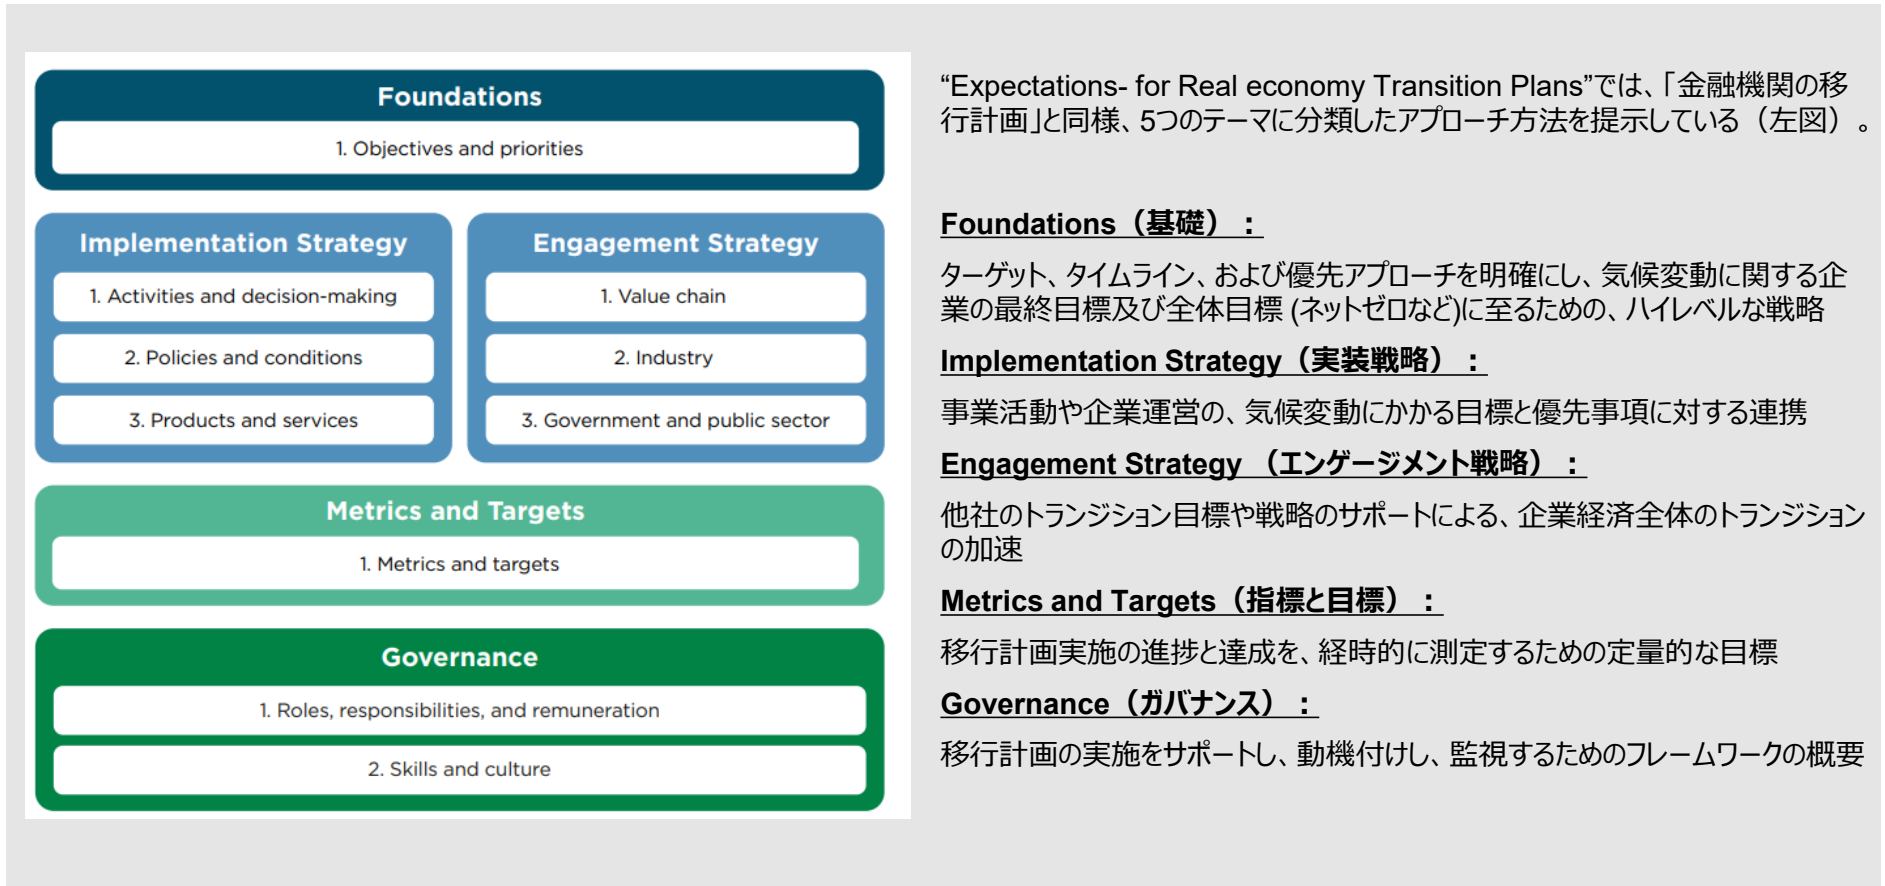 Foundations
1. Objectives and priorities
Implementation Strategy
1. Activities and decision-making
2. Policies and conditions
3. Products and services
Engagement Strategy
1. Value chain
2. Industry
3. Government and public sector
Metrics and Targets
1. Metrics and targets
Governance
1. Roles, responsibilities, and remuneration
2. Skills and culture
“Expectations- for Real economy Transition Plans”では、「金融機関の移
行計画」と同様、5つのテーマに分類したアプローチ方法を提示している（左図）。
Foundations（基礎）：
ターゲット、タイムライン、および優先アプローチを明確にし、気候変動に関する企
業の最終目標及び全体目標 (ネットゼロなど)に至るための、ハイレベルな戦略
Implementation Strategy（実装戦略）：
事業活動や企業運営の、気候変動にかかる目標と優先事項に対する連携
Engagement Strategy （エンゲージメント戦略）：
他社のトランジション目標や戦略のサポートによる、企業経済全体のトランジション
の加速
Metrics and Targets（指標と目標）：
移行計画実施の進捗と達成を、経時的に測定するための定量的な目標
Governance（ガバナンス）：
移行計画の実施をサポートし、動機付けし、監視するためのフレームワークの概要